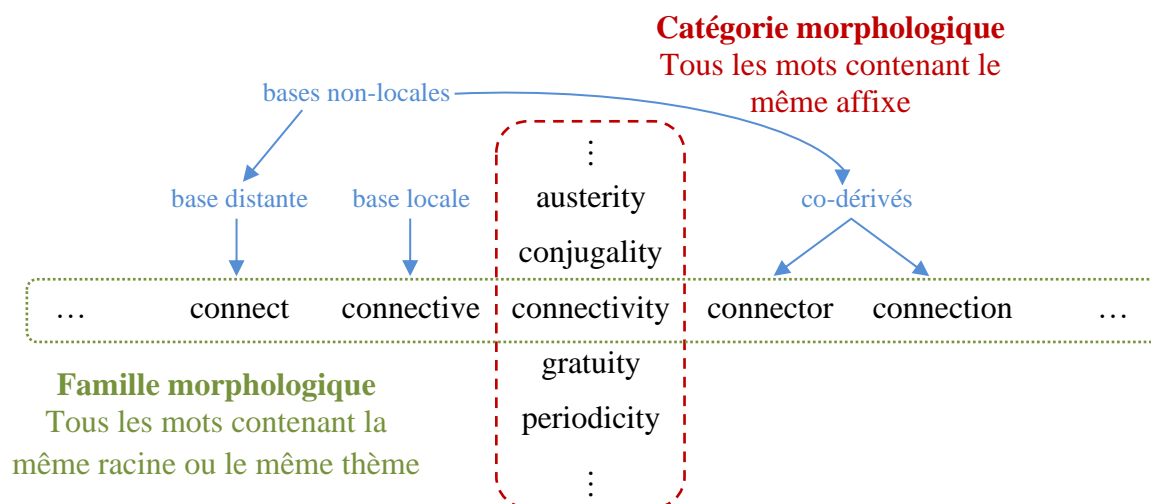 Catégorie morphologique
Tous les mots contenant le
même affixe
bases non-locales
⋮
base distante base locale austerity co-dérivés
conjugality
… connect connective connectivity connector connection …
gratuity
Famille morphologique
Tous les mots contenant la
même racine ou le même thème
periodicity
⋮